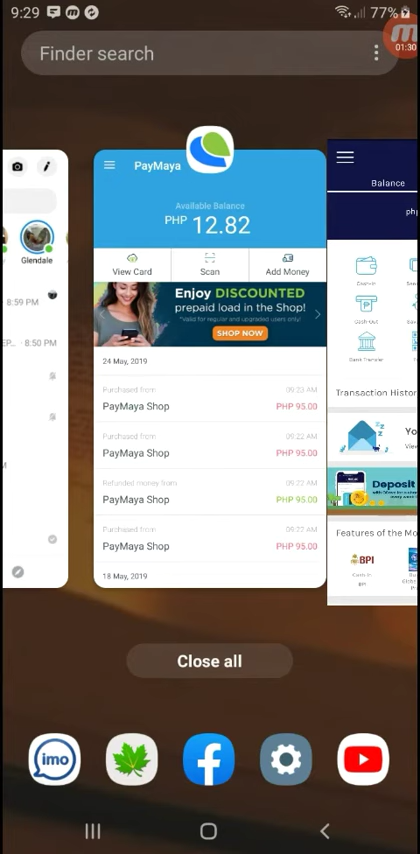 9:29
77%
01:30
Finder search
PayMaya
Available Balance
PHP 12.82
View Card
Scan
Add Money
Enjoy DISCOUNTED
prepaid load in the Shop!
*Valid for regular and upgraded users only!
SHOP NOW
24 May, 2019
Purchased from
09:23 AM
PayMaya Shop
PHP 95.00
Purchased from
09:22 AM
PayMaya Shop
PHP 95.00
Refunded money from
09:22 AM
PayMaya Shop
PHP 95.00
Purchased from
09:22 AM
PayMaya Shop
PHP 95.00
18 May, 2019
Glendale
8:59 PM
8:50 PM
Balance
php
Cash Out
Bank Transfer
Transaction Histor
Yo
View
Deposit
Features of the Mo
BPI
Cash In
BPI
Close all
imo